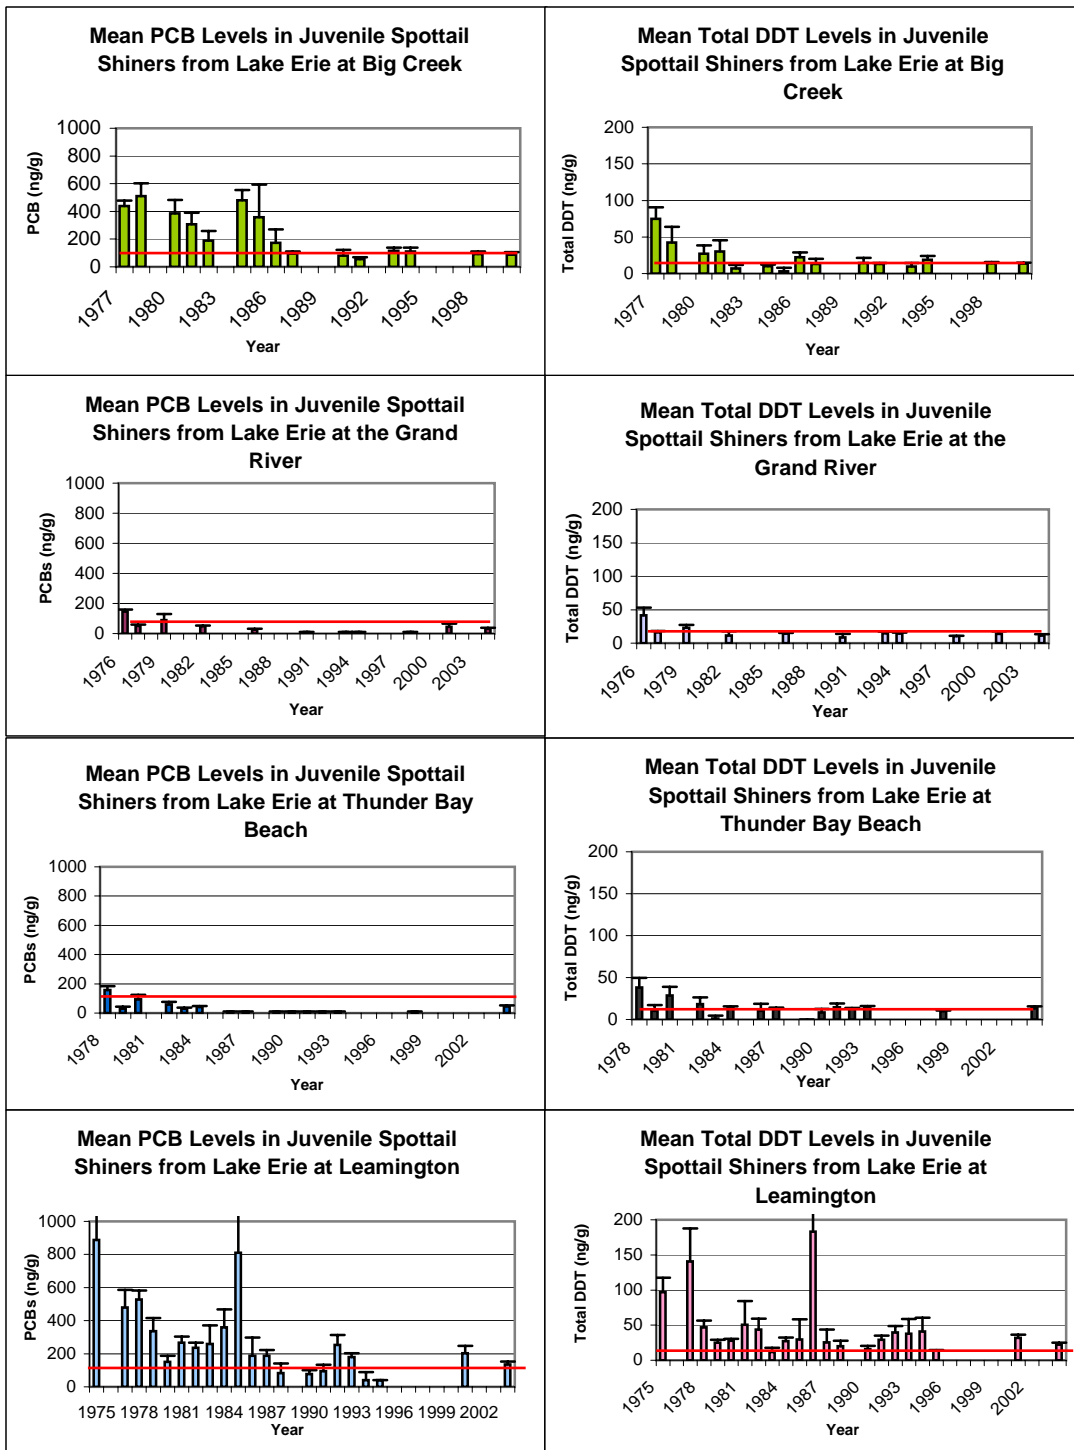 Mean PCB Levels in Juvenile Spottail
Shiners from Lake Erie at Big Creek
1000
800
600
400
200
0
PCB (ng/g)
1977
1980
1983
1986
1989
1992
1995
1998
Year
Mean Total DDT Levels in Juvenile
Spottail Shiners from Lake Erie at Big
Creek
200
150
100
50
0
Total DDT (ng/g)
1977
1980
1983
1986
1989
1992
1995
1998
Year
Mean PCB Levels in Juvenile Spottail
Shiners from Lake Erie at the Grand
River
1000
800
600
400
200
0
PCBs (ng/g)
1976
1979
1982
1985
1988
1991
1994
1997
2000
2003
Year
Mean Total DDT Levels in Juvenile
Spottail Shiners from Lake Erie at the
Grand River
200
150
100
50
0
Total DDT (ng/g)
1976
1979
1982
1985
1988
1991
1994
1997
2000
2003
Year
Mean PCB Levels in Juvenile Spottail
Shiners from Lake Erie at Thunder Bay
Beach
1000
800
600
400
200
0
PCBs (ng/g)
1978
1981
1984
1987
1990
1993
1996
1999
2002
Year
Mean Total DDT Levels in Juvenile
Spottail Shiners from Lake Erie at
Thunder Bay Beach
200
150
100
50
0
Total DDT (ng/g)
1978
1981
1984
1987
1990
1993
1996
1999
2002
Year
Mean PCB Levels in Juvenile Spottail
Shiners from Lake Erie at Leamington
1000
800
600
400
200
0
PCBs (ng/g)
1975 1978 1981 1984 1987 1990 1993 1996 1999 2002
Year
Mean Total DDT Levels in Juvenile
Spottail Shiners from Lake Erie at
Leamington
200
150
100
50
0
Total DDT (ng/g)
1975
1978
1981
1984
1987
1990
1993
1996
1999
2002
Year